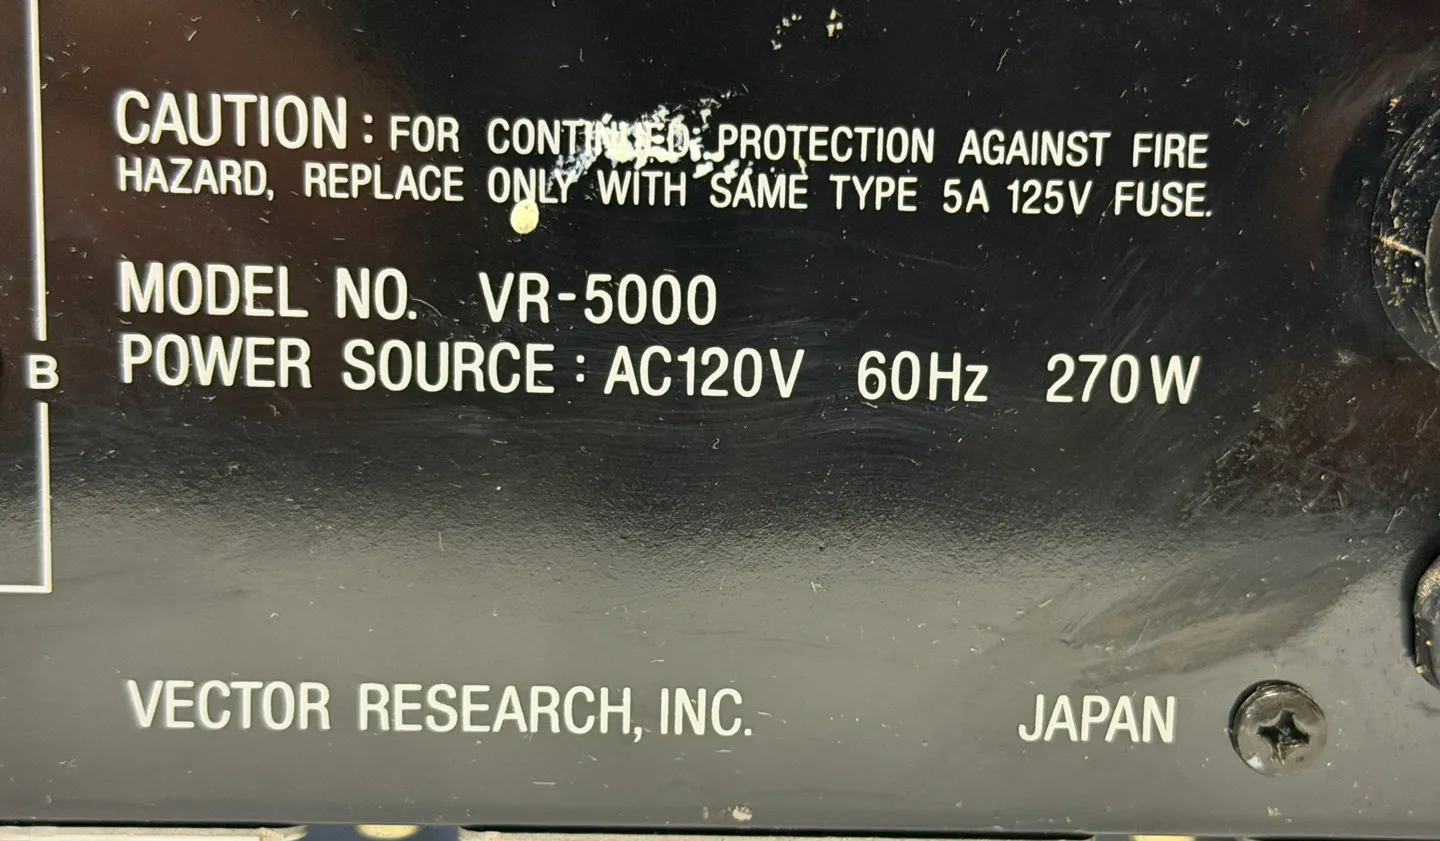 CAUTION : FOR CONTINUED PROTECTION AGAINST FIRE
HAZARD, REPLACE ONLY WITH SAME TYPE 5A 125V FUSE.
MODEL NO. VR-5000
POWER SOURCE : AC120V 60Hz 270W
B
VECTOR RESEARCH, INC. JAPAN